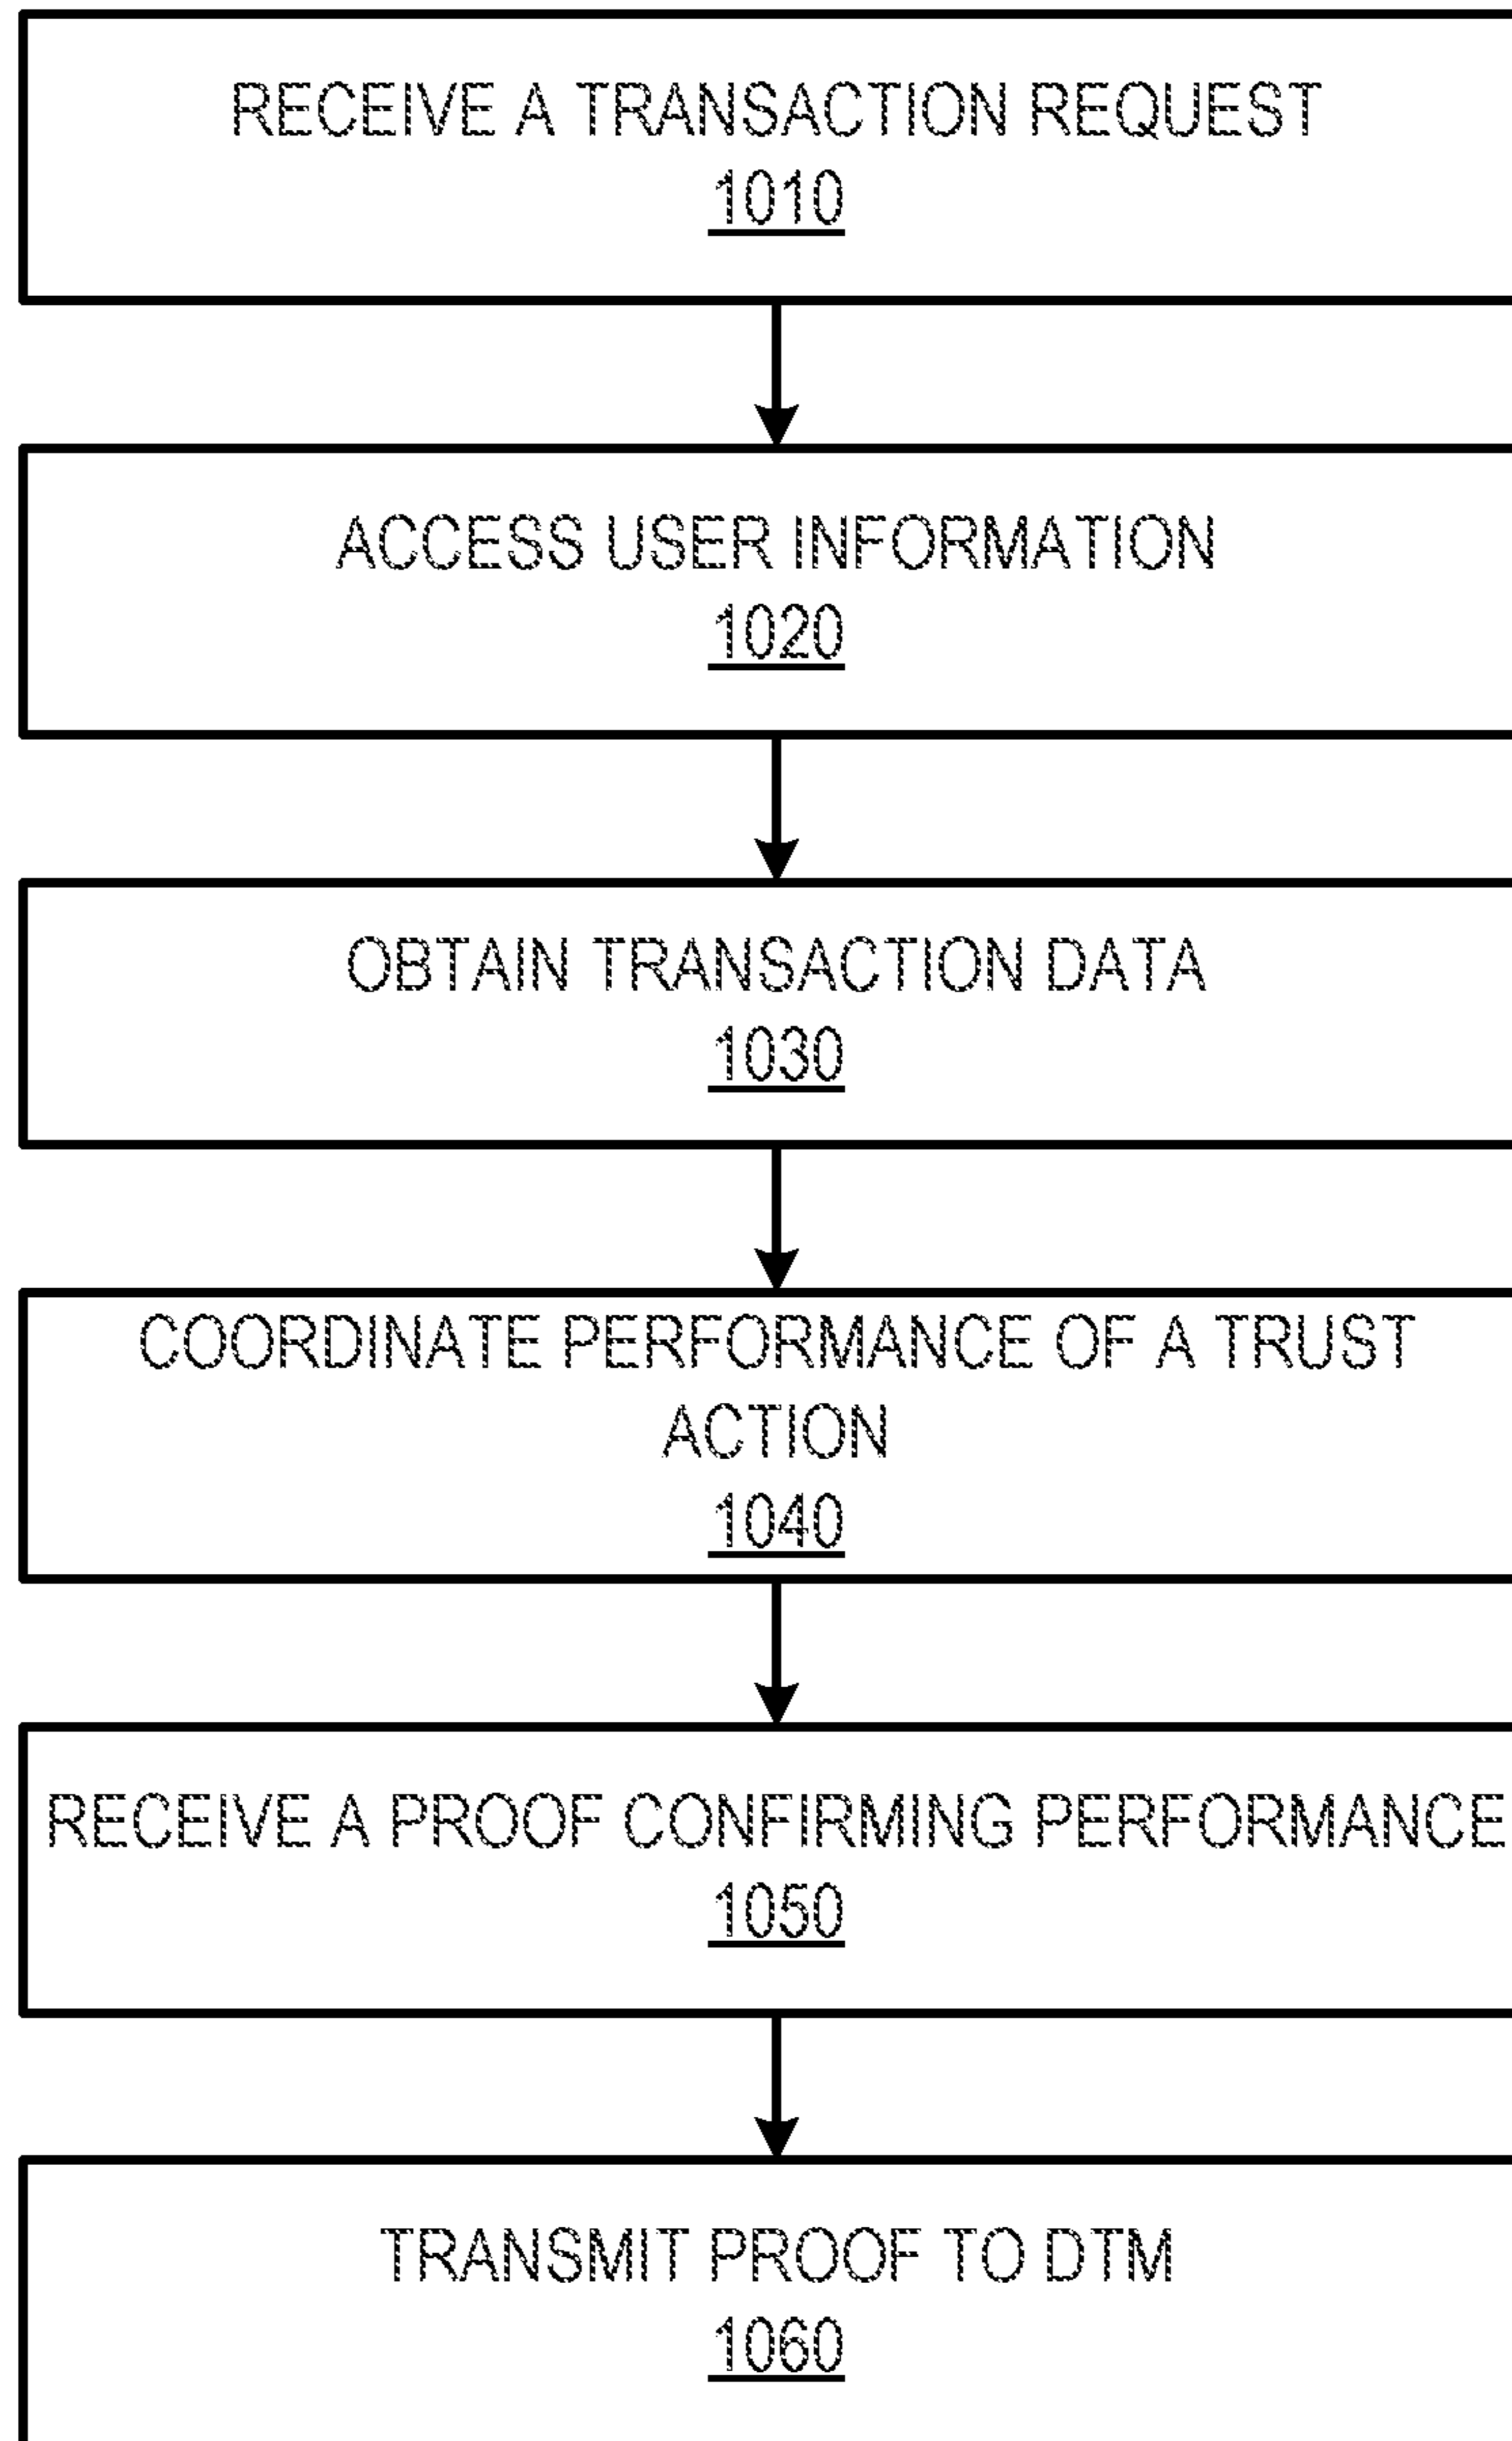 RECEIVE A TRANSACTION REQUEST
1010
ACCESS USER INFORMATION
1020
OBTAIN TRANSACTION DATA
1030
COORDINATE PERFORMANCE OF A TRUST
ACTION
1040
RECEIVE A PROOF CONFIRMING PERFORMANCE
1050
TRANSMIT PROOF TO DTM
1060